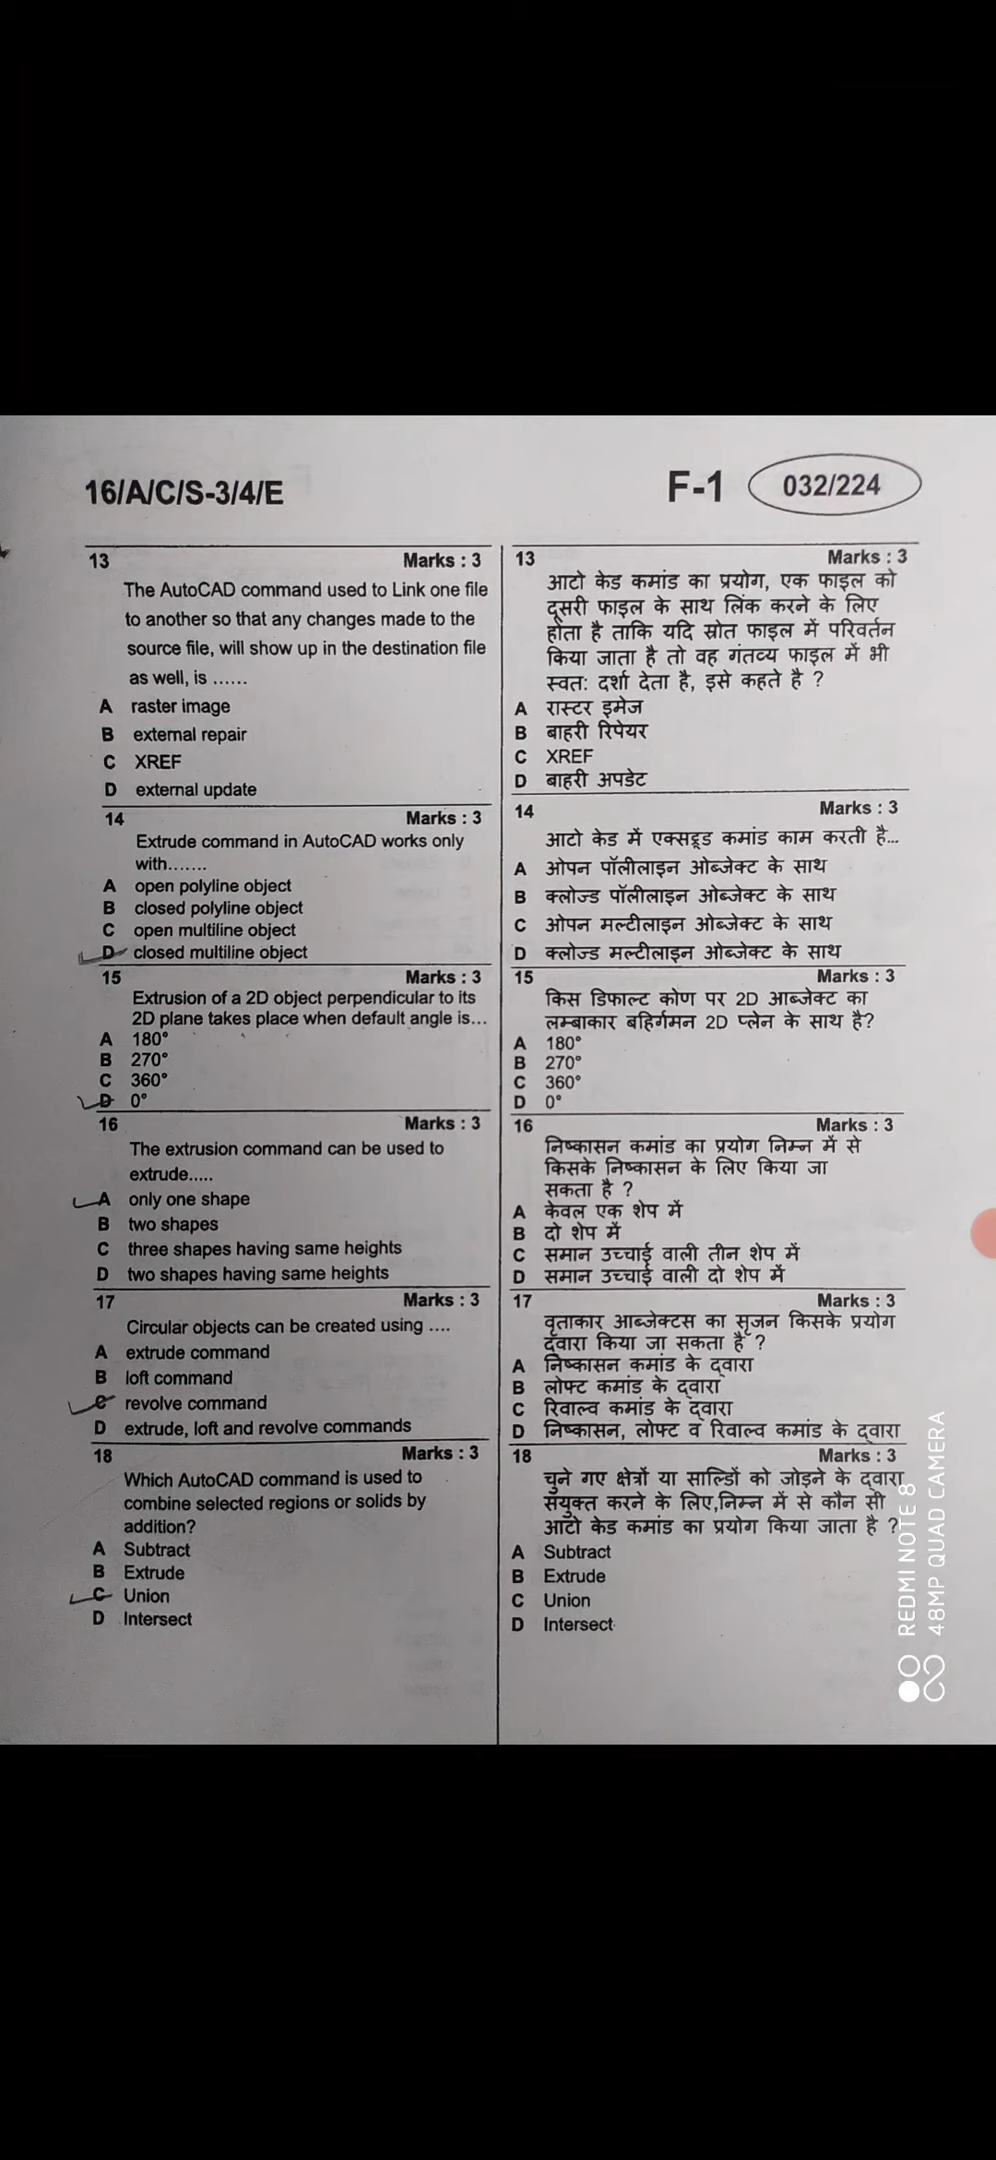 16/A/C/S-3/4/E
F-1 032/224
13 Marks : 3
The AutoCAD command used to Link one file
to another so that any changes made to the
source file, will show up in the destination file
as well, is ......
A raster image
B external repair
C XREF
D external update
14 Marks : 3
Extrude command in AutoCAD works only
with.......
A open polyline object
B closed polyline object
C open multiline object
D closed multiline object
15 Marks : 3
Extrusion of a 2D object perpendicular to its
2D plane takes place when default angle is...
A 180°
B 270°
C 360°
D 0°
16 Marks : 3
The extrusion command can be used to
extrude.....
A only one shape
B two shapes
C three shapes having same heights
D two shapes having same heights
17 Marks : 3
Circular objects can be created using ....
A extrude command
B loft command
C revolve command
D extrude, loft and revolve commands
18 Marks : 3
Which AutoCAD command is used to
combine selected regions or solids by
addition?
A Subtract
B Extrude
C Union
D Intersect
13 Marks : 3
आटो केड कमांड का प्रयोग, एक फाइल को
दूसरी फाइल के साथ लिंक करने के लिए
होता है ताकि यदि स्रोत फाइल में परिवर्तन
किया जाता है तो वह गंतव्य फाइल में भी
स्वत: दर्शा देता है, इसे कहते है ?
A रास्टर इमेज
B बाहरी रिपेयर
C XREF
D बाहरी अपडेट
14 Marks : 3
आटो केड में एक्सट्रूड कमांड काम करती है...
A ओपन पॉलीलाइन ओब्जेक्ट के साथ
B क्लोज्ड पॉलीलाइन ओब्जेक्ट के साथ
C ओपन मल्टीलाइन ओब्जेक्ट के साथ
D क्लोज्ड मल्टीलाइन ओब्जेक्ट के साथ
15 Marks : 3
किस डिफाल्ट कोण पर 2D आब्जेक्ट का
लम्बाकार बहिर्गमन 2D प्लेन के साथ है?
A 180°
B 270°
C 360°
D 0°
16 Marks : 3
निष्कासन कमांड का प्रयोग निम्न में से
किसके निष्कासन के लिए किया जा
सकता है ?
A केवल एक शेप में
B दो शेप में
C समान उच्चाई वाली तीन शेप में
D समान उच्चाई वाली दो शेप में
17 Marks : 3
वृताकार आब्जेक्टस का सृजन किसके प्रयोग
द्वारा किया जा सकता है ?
A निष्कासन कमांड के द्वारा
B लोफ्ट कमांड के द्वारा
C रिवाल्व कमांड के द्वारा
D निष्कासन, लोफ्ट व रिवाल्व कमांड के द्वारा
18 Marks : 3
चुने गए क्षेत्रों या साल्डिों को जोड़ने के द्वारा
संयुक्त करने के लिए,निम्न में से कौन सी
आटो केड कमांड का प्रयोग किया जाता है ?
A Subtract
B Extrude
C Union
D Intersect
REDMI NOTE 8
48MP QUAD CAMERA